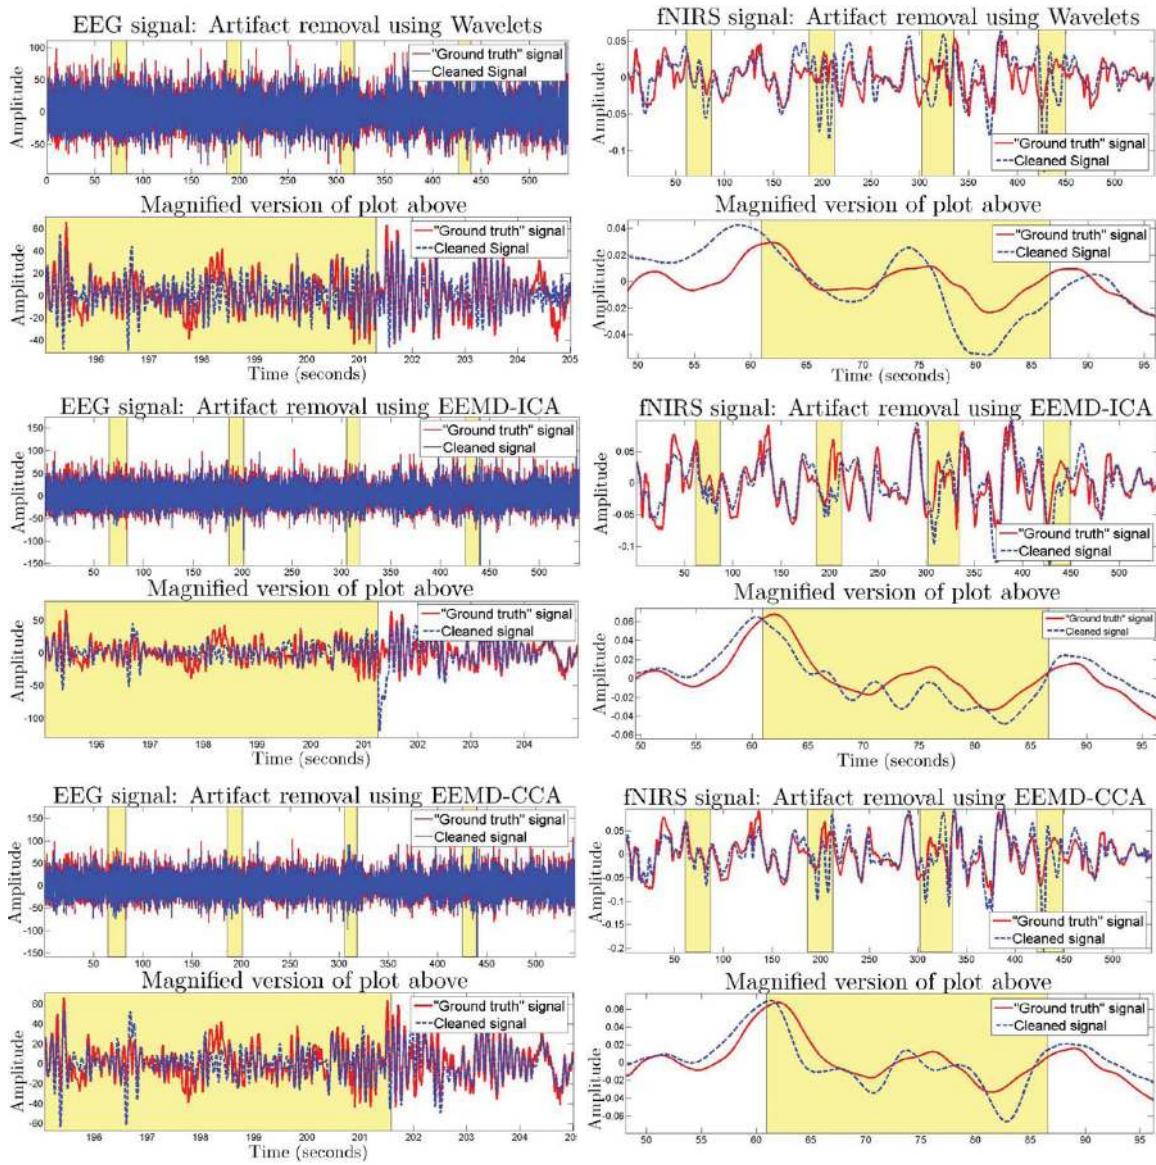 EEG signal: Artifact removal using Wavelets
"Ground truth" signal
Cleaned Signal
Amplitude
100
50
0
-50
0 50 100 150 200 250 300 350 400 450 500
Magnified version of plot above
"Ground truth" signal
Cleaned Signal
Amplitude
60
40
20
0
-20
-40
196 197 198 199 200 201 202 203 204 205
Time (seconds)
fNIRS signal: Artifact removal using Wavelets
Amplitude
0.05
0
-0.05
-0.1
"Ground truth" signal
Cleaned Signal
50 100 150 200 250 300 350 400 450 500
Magnified version of plot above
"Ground truth" signal
Cleaned Signal
Amplitude
0.04
0.02
0
-0.02
-0.04
50 55 60 65 70 75 80 85 90 95
Time (seconds)
EEG signal: Artifact removal using EEMD-ICA
"Ground truth" signal
Cleaned signal
Amplitude
150
100
50
0
-50
-100
-150
50 100 150 200 250 300 350 400 450 500
Magnified version of plot above
"Ground truth" signal
Cleaned signal
Amplitude
50
0
-50
-100
196 197 198 199 200 201 202 203 204
Time (seconds)
fNIRS signal: Artifact removal using EEMD-ICA
Amplitude
0.05
0
-0.05
-0.1
"Ground truth" signal
Cleaned signal
50 100 150 200 250 300 350 400 450 500
Magnified version of plot above
"Ground truth" signal
Cleaned signal
Amplitude
0.06
0.04
0.02
0
-0.02
-0.04
-0.06
50 55 60 65 70 75 80 85 90 95
Time (seconds)
EEG signal: Artifact removal using EEMD-CCA
"Ground truth" signal
Cleaned signal
Amplitude
150
100
50
0
-50
-100
-150
50 100 150 200 250 300 350 400 450 500
Magnified version of plot above
"Ground truth" signal
Cleaned signal
Amplitude
60
40
20
0
-20
-40
-60
196 197 198 199 200 201 202 203 204
Time (seconds)
fNIRS signal: Artifact removal using EEMD-CCA
Amplitude
0.05
0
-0.05
-0.1
-0.15
-0.2
"Ground truth" signal
Cleaned signal
50 100 150 200 250 300 350 400 450 500
Magnified version of plot above
"Ground truth" signal
Cleaned signal
Amplitude
0.06
0.04
0.02
0
-0.02
-0.04
-0.06
50 55 60 65 70 75 80 85 90 95
Time (seconds)